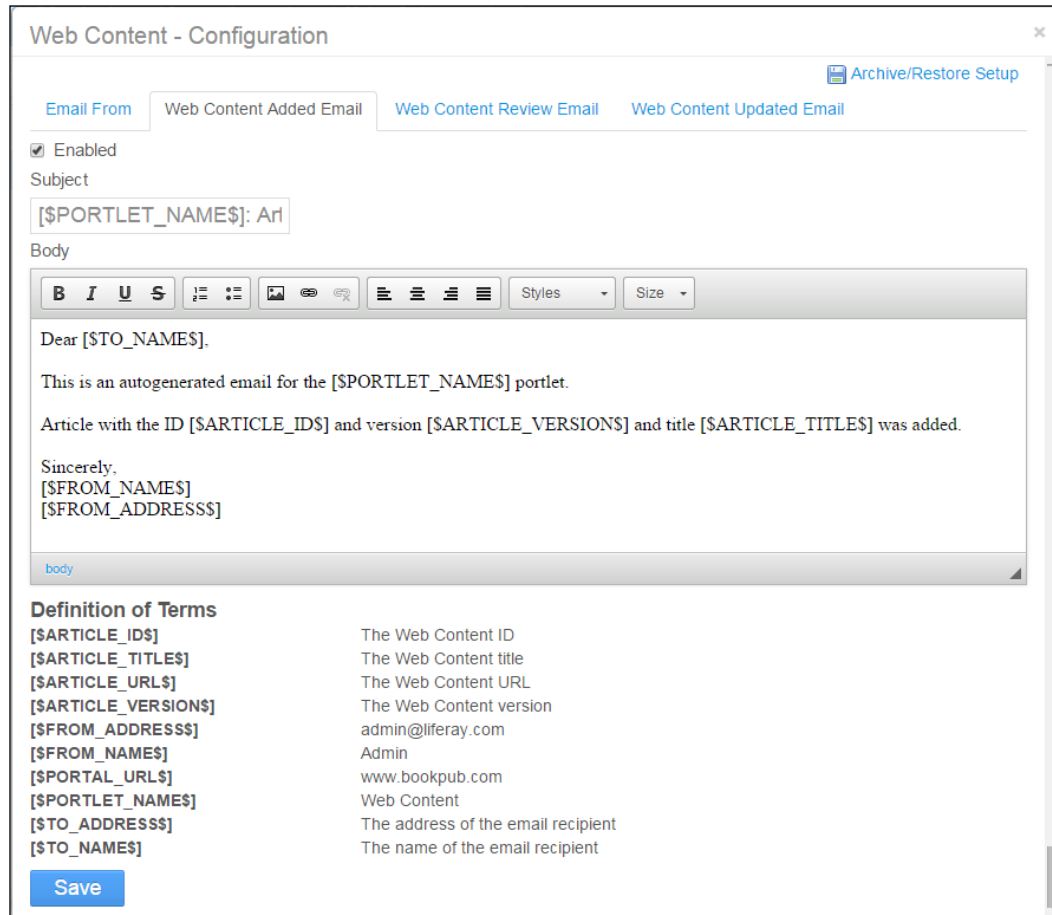 Web Content - Configuration
×
Archive/Restore Setup
Email From Web Content Added Email Web Content Review Email Web Content Updated Email
Enabled
Subject
[$PORTLET_NAME$]: Art
Body
B I U S Styles Size
Dear [$TO_NAME$],
This is an autogenerated email for the [$PORTLET_NAME$] portlet.
Article with the ID [$ARTICLE_ID$] and version [$ARTICLE_VERSION$] and title [$ARTICLE_TITLE$] was added.
Sincerely,
[$FROM_NAME$]
[$FROM_ADDRESS$]
body
Definition of Terms
[$ARTICLE_ID$] The Web Content ID
[$ARTICLE_TITLE$] The Web Content title
[$ARTICLE_URL$] The Web Content URL
[$ARTICLE_VERSION$] The Web Content version
[$FROM_ADDRESS$] admin@liferay.com
[$FROM_NAME$] Admin
[$PORTAL_URL$] www.bookpub.com
[$PORTLET_NAME$] Web Content
[$TO_ADDRESS$] The address of the email recipient
[$TO_NAME$] The name of the email recipient
Save